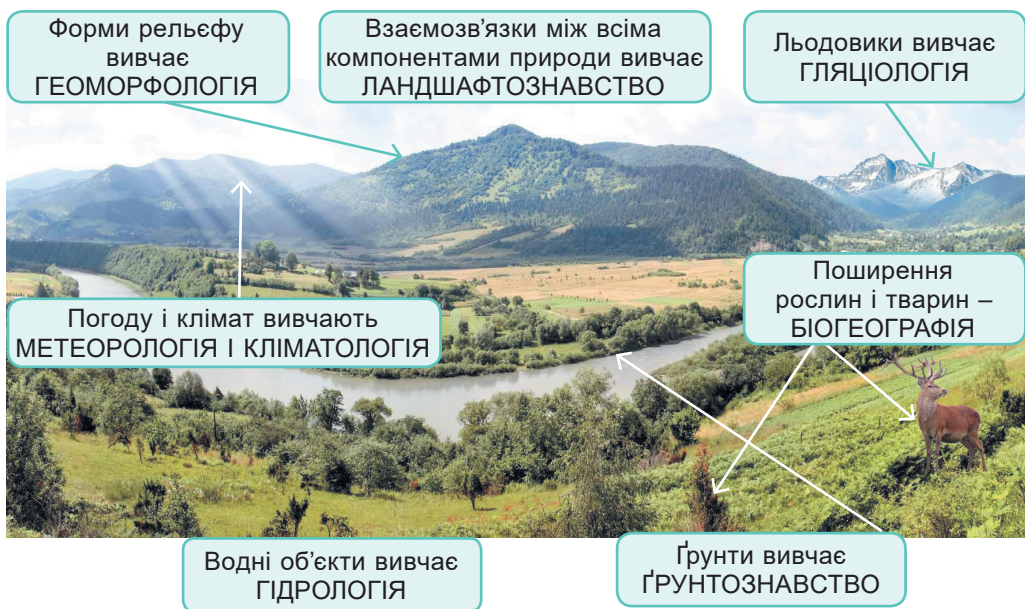 Форми рельєфу
вивчає
ГЕОМОРФОЛОГІЯ
Взаємозв'язки між всіма
компонентами природи вивчає
ЛАНДШАФТОЗНАВСТВО
Льодовики вивчає
ГЛЯЦІОЛОГІЯ
Погоду і клімат вивчають
МЕТЕОРОЛОГІЯ І КЛІМАТОЛОГІЯ
Поширення
рослин і тварин –
БІОГЕОГРАФІЯ
Водні об’єкти вивчає
ГІДРОЛОГІЯ
Ґрунти вивчає
ҐРУНТОЗНАВСТВО